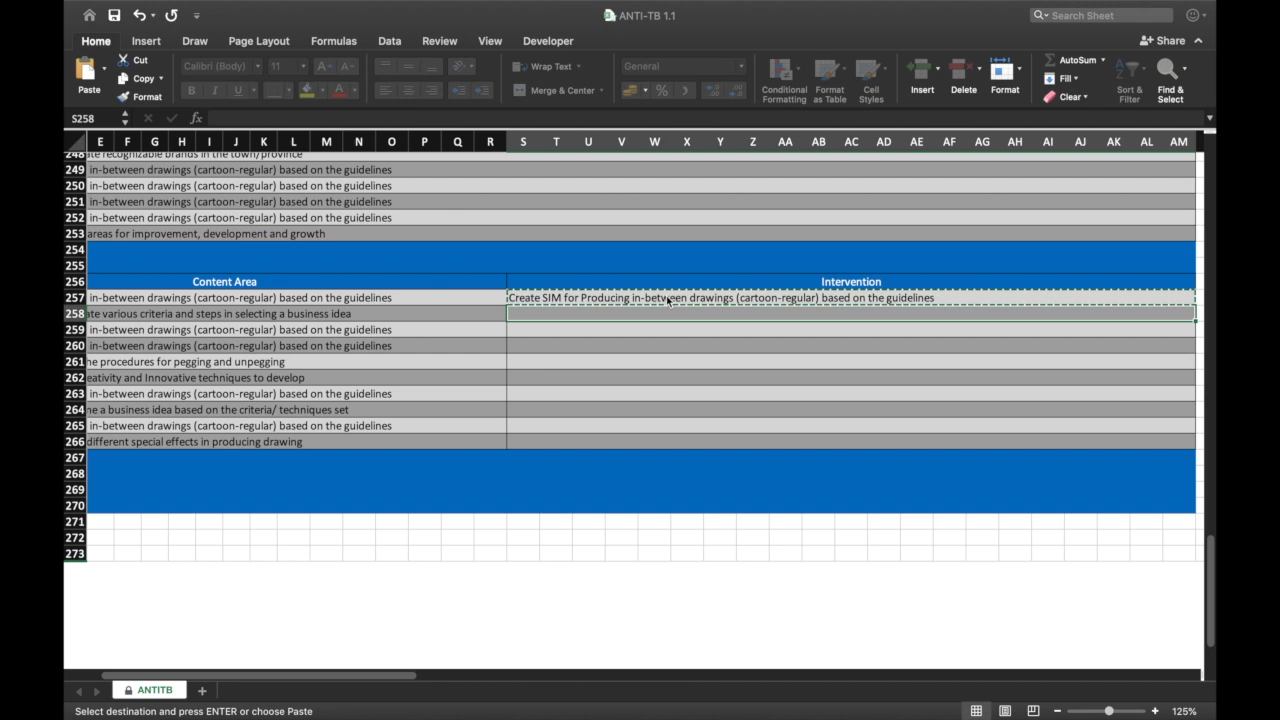 ANTI-TB 1.1
Search Sheet
Home Insert Draw Page Layout Formulas Data Review View Developer
Share
Paste
Cut
Copy
Format
Calibri (Body) 11 A A
B I U A
Wrap Text
Merge & Center
General
% )
Conditional Formatting
Format as Table
Cell Styles
Insert Delete Format
AutoSum
Fill
Clear
Sort & Filter
Find & Select
S258 fx
E F G H I J K L M N O P Q R S T U V W X Y Z AA AB AC AD AE AF AG AH AI AJ AK AL AM
248 ate recognizable brands in the town/province
249 in-between drawings (cartoon-regular) based on the guidelines
250 in-between drawings (cartoon-regular) based on the guidelines
251 in-between drawings (cartoon-regular) based on the guidelines
252 in-between drawings (cartoon-regular) based on the guidelines
253 areas for improvement, development and growth
254
255
256 Content Area Intervention
257 in-between drawings (cartoon-regular) based on the guidelines Create SIM for Producing in-between drawings (cartoon-regular) based on the guidelines
258 ate various criteria and steps in selecting a business idea
259 in-between drawings (cartoon-regular) based on the guidelines
260 in-between drawings (cartoon-regular) based on the guidelines
261 he procedures for pegging and unpegging
262 eativity and Innovative techniques to develop
263 in-between drawings (cartoon-regular) based on the guidelines
264 ne a business idea based on the criteria/ techniques set
265 in-between drawings (cartoon-regular) based on the guidelines
266 different special effects in producing drawing
267
268
269
270
271
272
273
ANTITB
Select destination and press ENTER or choose Paste
125%